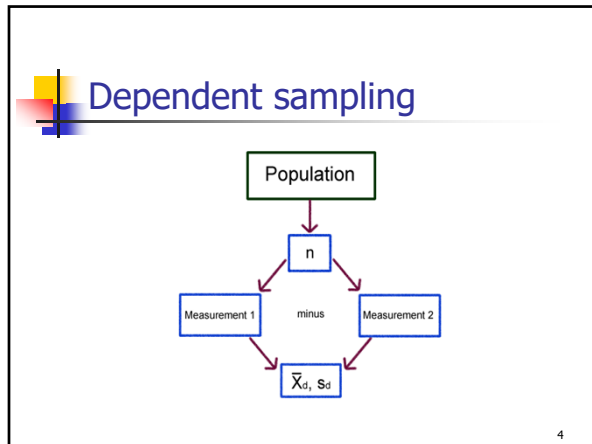 Dependent sampling
Population
n
Measurement 1 minus Measurement 2
X̄d, sd
4